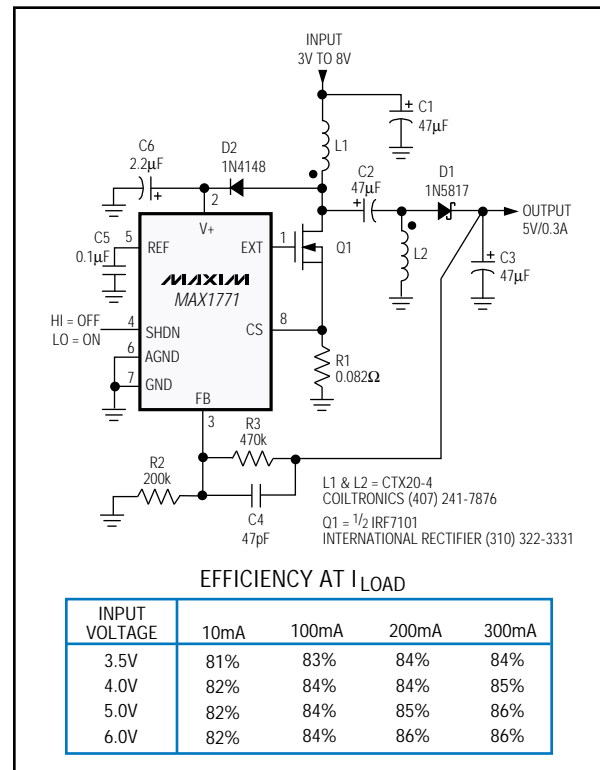 INPUT
3V TO 8V
C1
47µF
L1
C6
2.2µF
D2
1N4148
C2
47µF
D1
1N5817
OUTPUT
5V/0.3A
2
V+
C5
0.1µF
5
REF
EXT
1
Q1
L2
C3
47µF
MAXIM
MAX1771
HI = OFF
LO = ON
4
SHDN
CS
8
6
AGND
7
GND
R1
0.082Ω
FB
3
R3
470k
R2
200k
C4
47pF
L1 & L2 = CTX20-4
COILTRONICS (407) 241-7876
Q1 = 1/2 IRF7101
INTERNATIONAL RECTIFIER (310) 322-3331
EFFICIENCY AT ILOAD
INPUT VOLTAGE 10mA 100mA 200mA 300mA
3.5V 81% 83% 84% 84%
4.0V 82% 84% 84% 85%
5.0V 82% 84% 85% 86%
6.0V 82% 84% 86% 86%